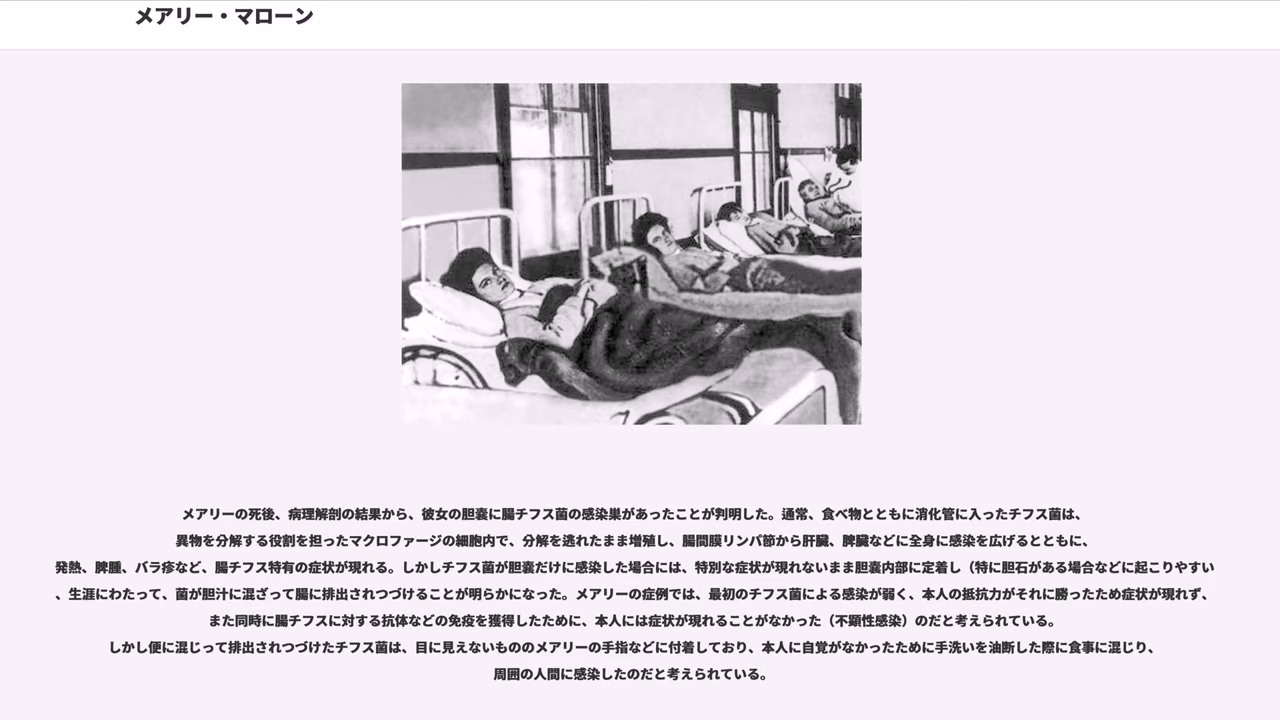 メアリー・マローン
メアリーの死後、病理解剖の結果から、彼女の胆嚢に腸チフス菌の感染巣があったことが判明した。通常、食べ物とともに消化管に入ったチフス菌は、
異物を分解する役割を担ったマクロファージの細胞内で、分解を逃れたまま増殖し、腸間膜リンパ節から肝臓、脾臓などに全身に感染を広げるとともに、
発熱、脾腫、バラ疹など、腸チフス特有の症状が現れる。しかしチフス菌が胆嚢だけに感染した場合には、特別な症状が現れないまま胆嚢内部に定着し（特に胆石がある場合などに起こりやすい
、生涯にわたって、菌が胆汁に混ざって腸に排出されつづけることが明らかになった。メアリーの症例では、最初のチフス菌による感染が弱く、本人の抵抗力がそれに勝ったため症状が現れず、
また同時に腸チフスに対する抗体などの免疫を獲得したために、本人には症状が現れることがなかった（不顕性感染）のだと考えられている。
しかし便に混じって排出されつづけたチフス菌は、目に見えないもののメアリーの手指などに付着しており、本人に自覚がなかったために手洗いを油断した際に食事に混じり、
周囲の人間に感染したのだと考えられている。